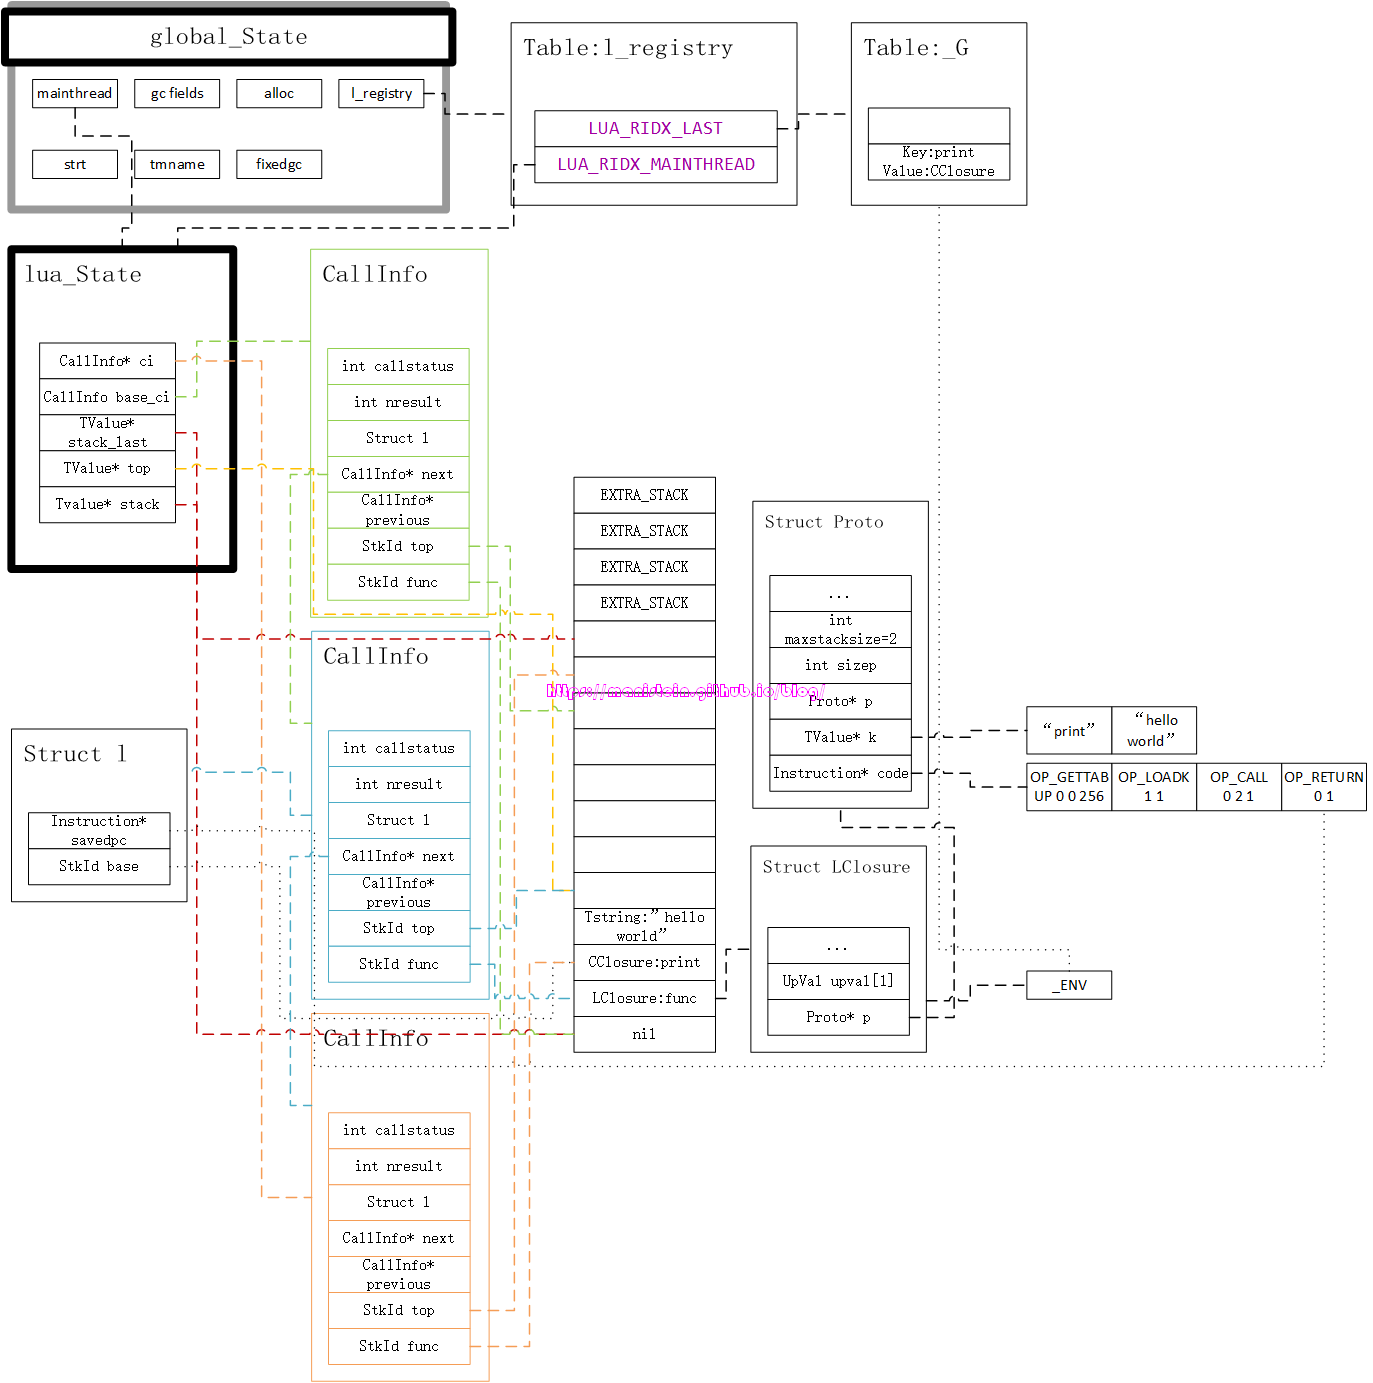 global_State
mainthread
gc fields
alloc
l_registry
strt
tmname
fixedgc
Table:l_registry
LUA_RIDX_LAST
LUA_RIDX_MAINTHREAD
Table:_G
Key:print
Value:CClosure
lua_State
CallInfo* ci
CallInfo base_ci
TValue*
stack_last
TValue* top
Tvalue* stack
CallInfo
int callstatus
int nresult
Struct l
CallInfo* next
CallInfo*
previous
StkId top
StkId func
CallInfo
int callstatus
int nresult
Struct l
CallInfo* next
CallInfo*
previous
StkId top
StkId func
Struct l
Instruction*
savedpc
StkId base
CallInfo
int callstatus
int nresult
Struct l
CallInfo* next
CallInfo*
previous
StkId top
StkId func
EXTRA_STACK
EXTRA_STACK
EXTRA_STACK
EXTRA_STACK
https://manistein.github.io/blog/
Tstring:”hello
world”
CClosure:print
LClosure:func
nil
Struct Proto
...
int
maxstacksize=2
int sizep
Proto* p
TValue* k
Instruction* code
“print”
“hello
world”
OP_GETTAB
UP 0 0 256
OP_LOADK
1 1
OP_CALL
0 2 1
OP_RETURN
0 1
Struct LClosure
...
UpVal upval[1]
Proto* p
_ENV